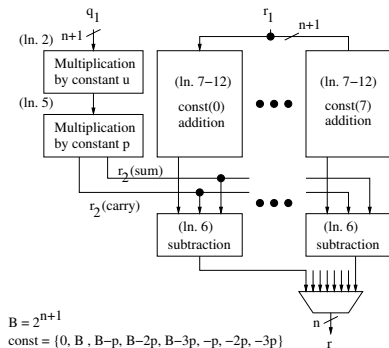 q1
r1
n+1
n+1
(ln. 2)
Multiplication
by constant u
(ln. 5)
Multiplication
by constant p
(ln. 7−12)
const(0)
addition
(ln. 7−12)
const(7)
addition
r2(sum)
r2(carry)
(ln. 6)
subtraction
(ln. 6)
subtraction
n
r
B = 2^n+1
const = {0, B , B−p, B−2p, B−3p, −p, −2p, −3p}